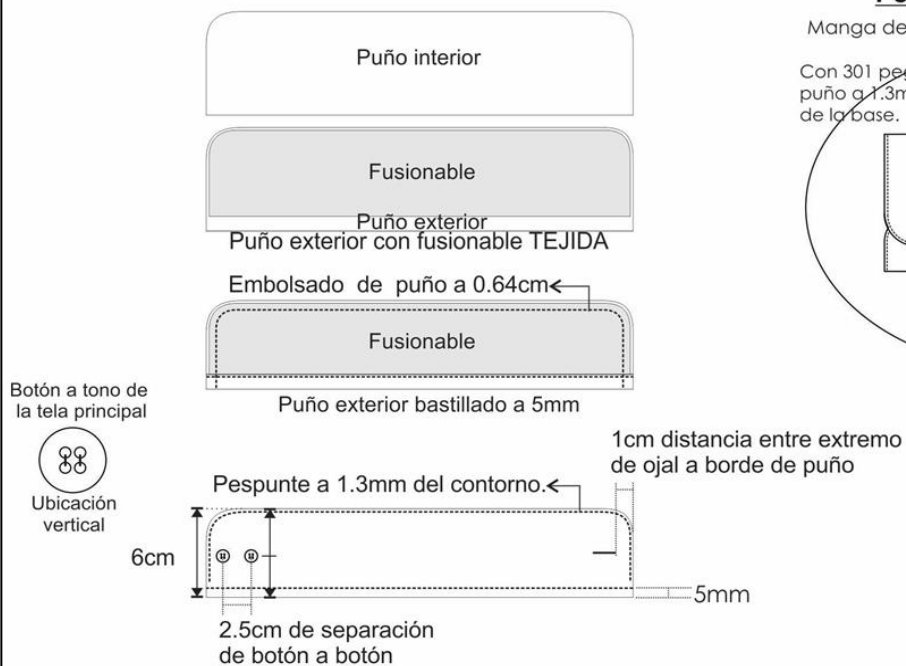 Puño interior
Manga de
Con 301
puño a 1.3m
de la base.
Fusionable
Puño exterior
Puño exterior con fusionable TEJIDA
Embolsado de puño a 0.64cm
Fusionable
Puño exterior bastillado a 5mm
Botón a tono de
la tela principal
Ubicación
vertical
1cm distancia entre extremo
de ojal a borde de puño
Pespunte a 1.3mm del contorno.
6cm
5mm
2.5cm de separación
de botón a botón